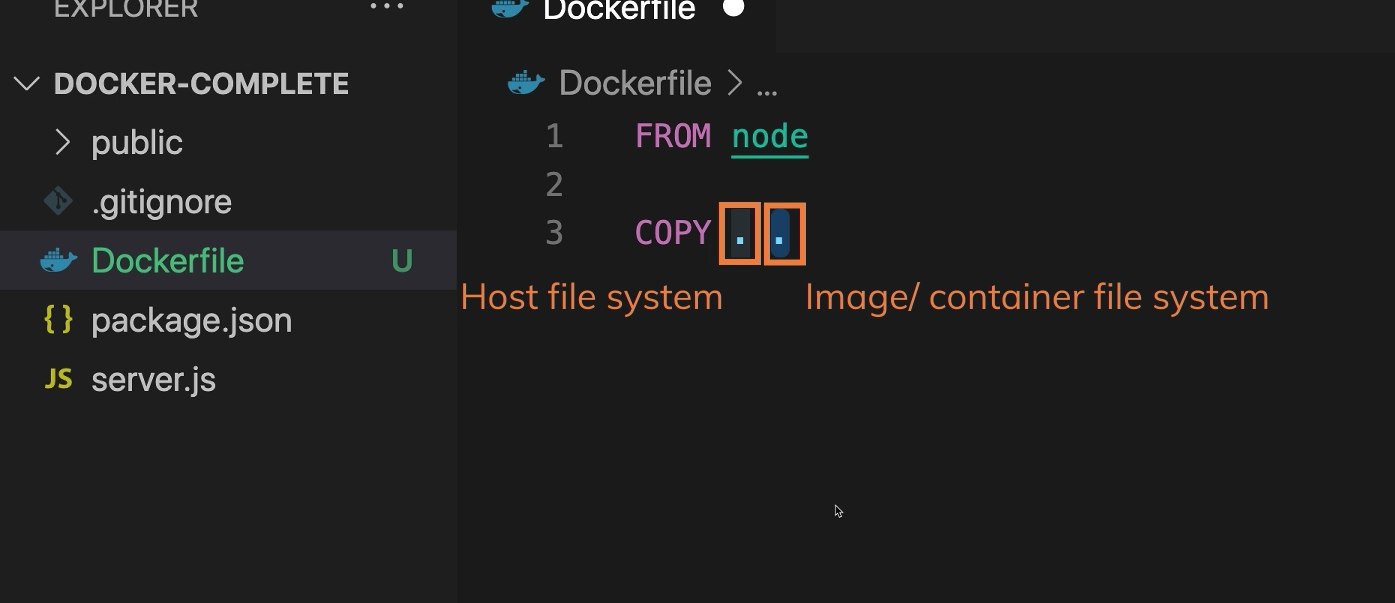 EXPLORER ...
DOCKER-COMPLETE
public
.gitignore
Dockerfile U
{ } package.json
JS server.js
Dockerfile
Dockerfile > ...
1 FROM node
2
3 COPY . .
Host file system
Image/ container file system